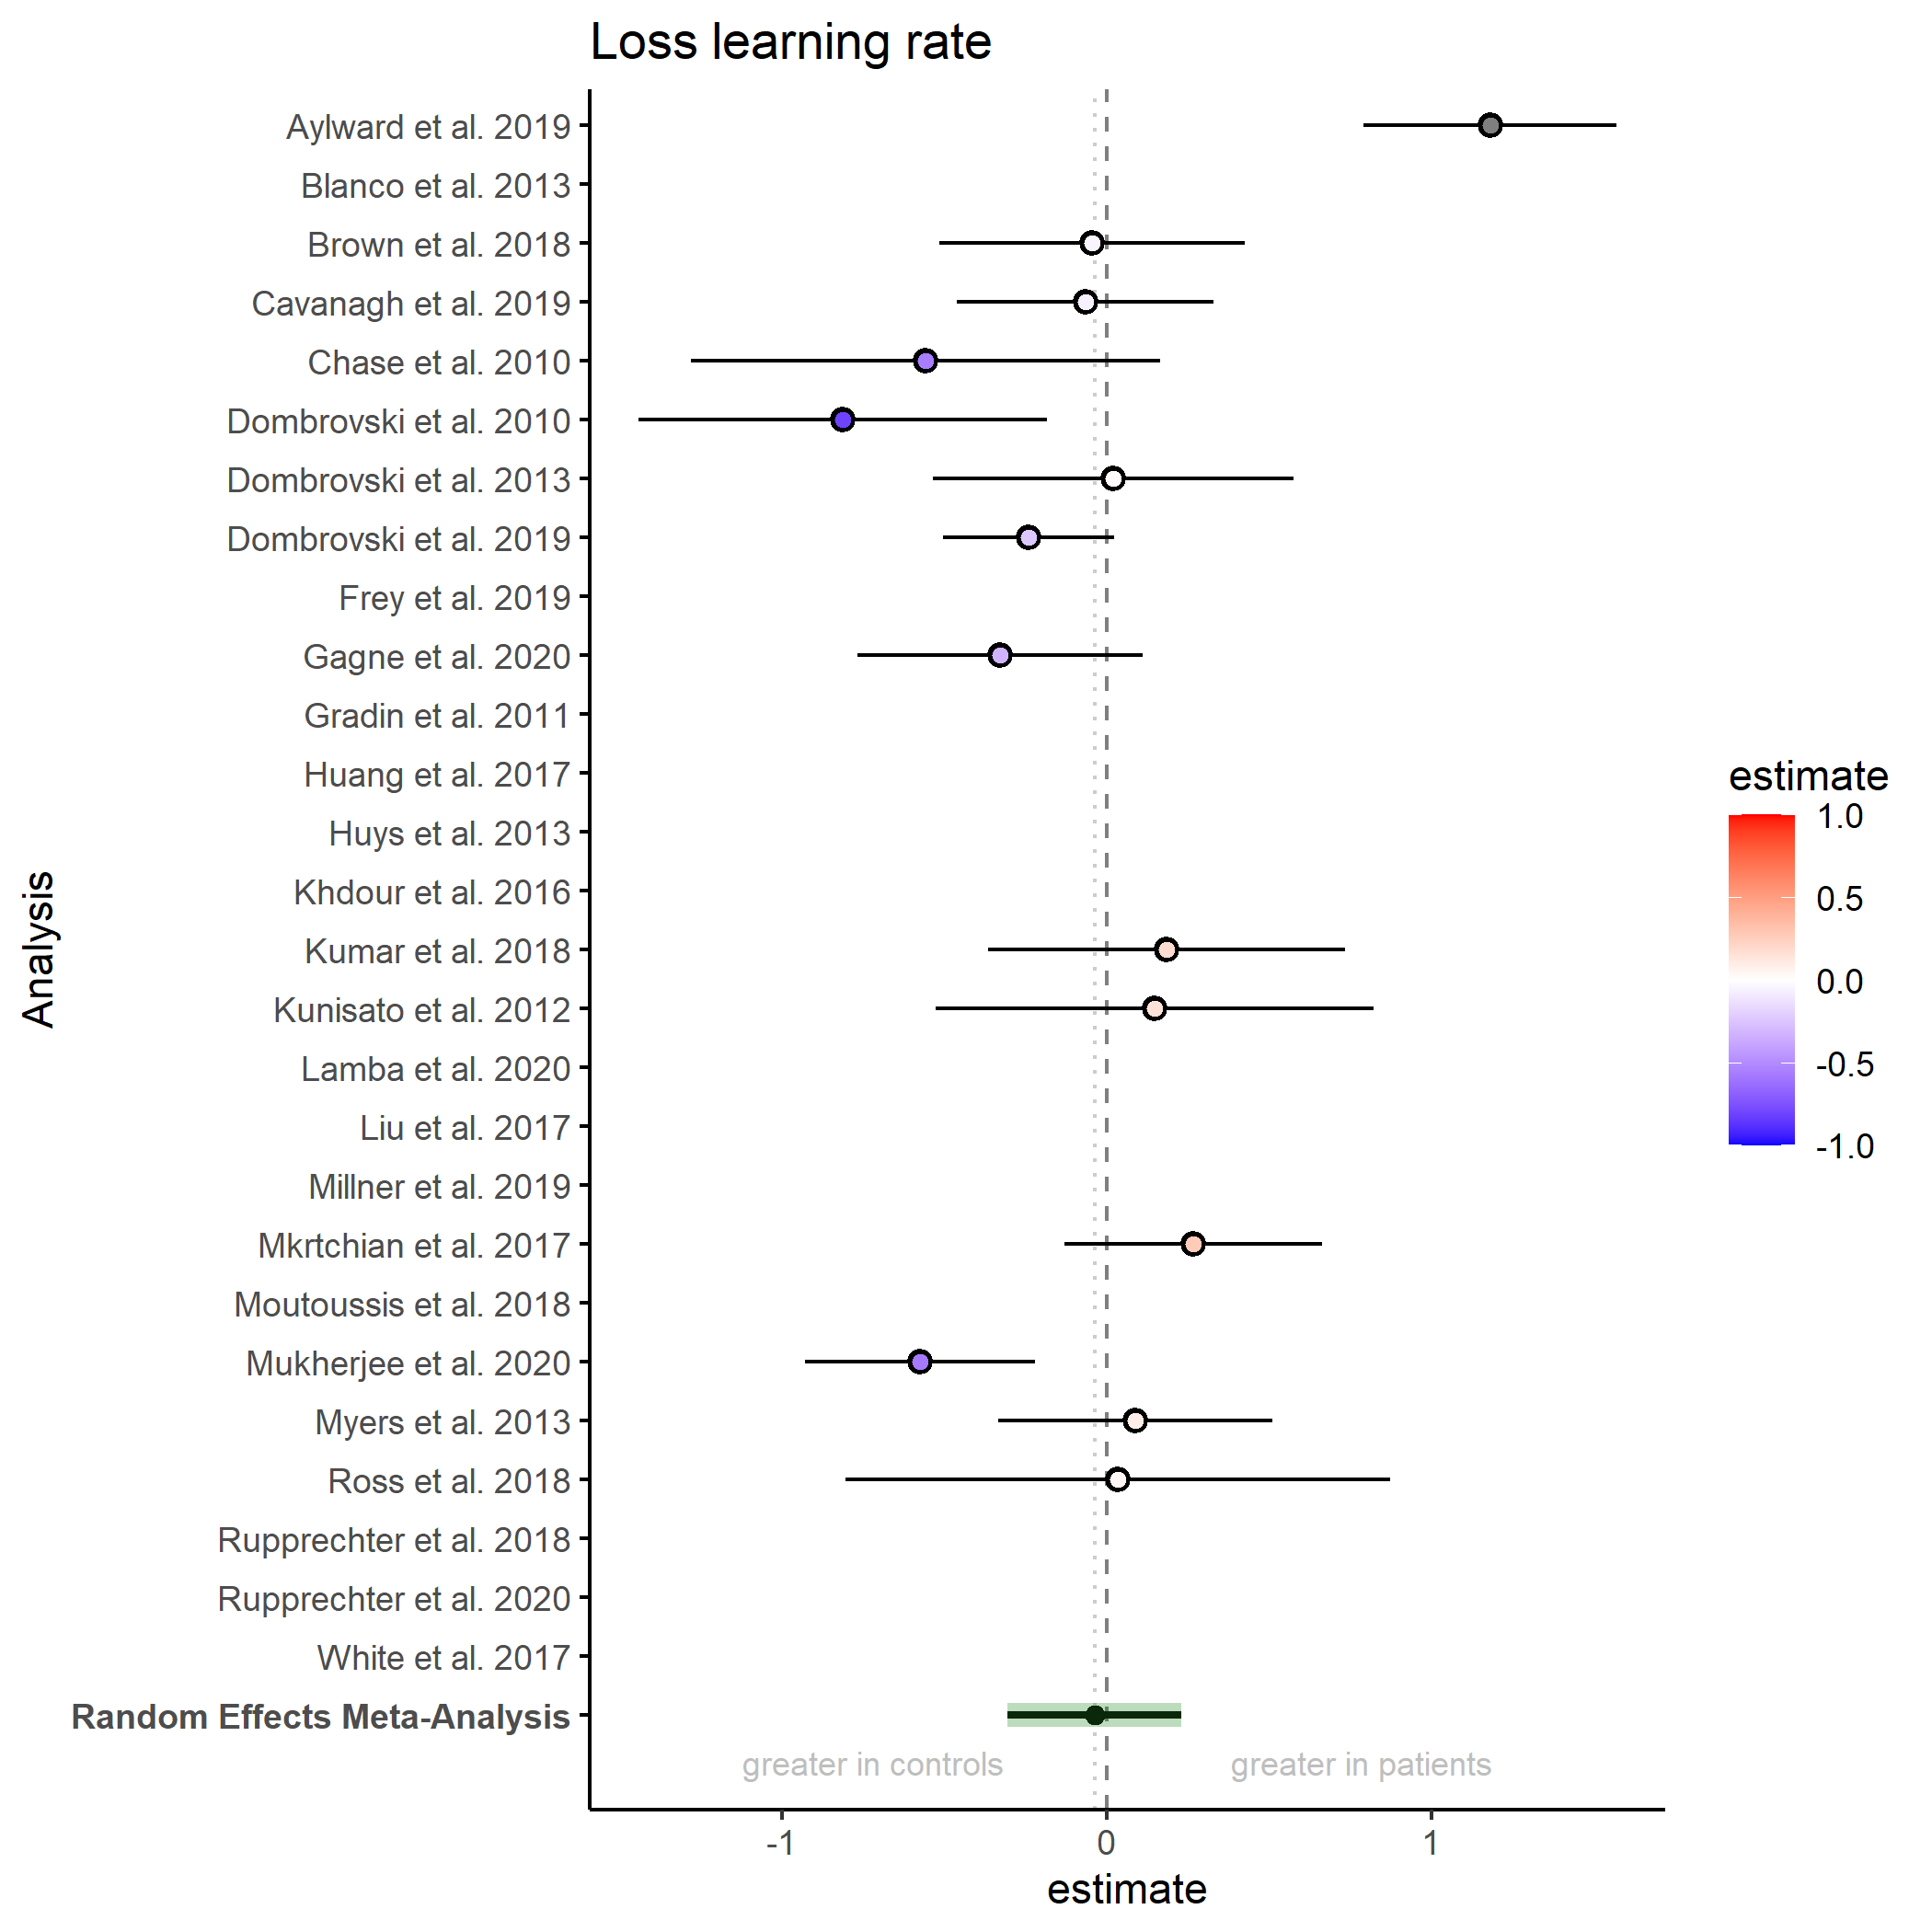 Loss learning rate
Analysis
Aylward et al. 2019
Blanco et al. 2013
Brown et al. 2018
Cavanagh et al. 2019
Chase et al. 2010
Dombrovski et al. 2010
Dombrovski et al. 2013
Dombrovski et al. 2019
Frey et al. 2019
Gagne et al. 2020
Gradin et al. 2011
Huang et al. 2017
Huys et al. 2013
Khdour et al. 2016
Kumar et al. 2018
Kunisato et al. 2012
Lamba et al. 2020
Liu et al. 2017
Millner et al. 2019
Mkrtchian et al. 2017
Moutoussis et al. 2018
Mukherjee et al. 2020
Myers et al. 2013
Ross et al. 2018
Rupprechter et al. 2018
Rupprechter et al. 2020
White et al. 2017
Random Effects Meta-Analysis
greater in controls greater in patients
-1 0 1
estimate
estimate
1.0
0.5
0.0
-0.5
-1.0